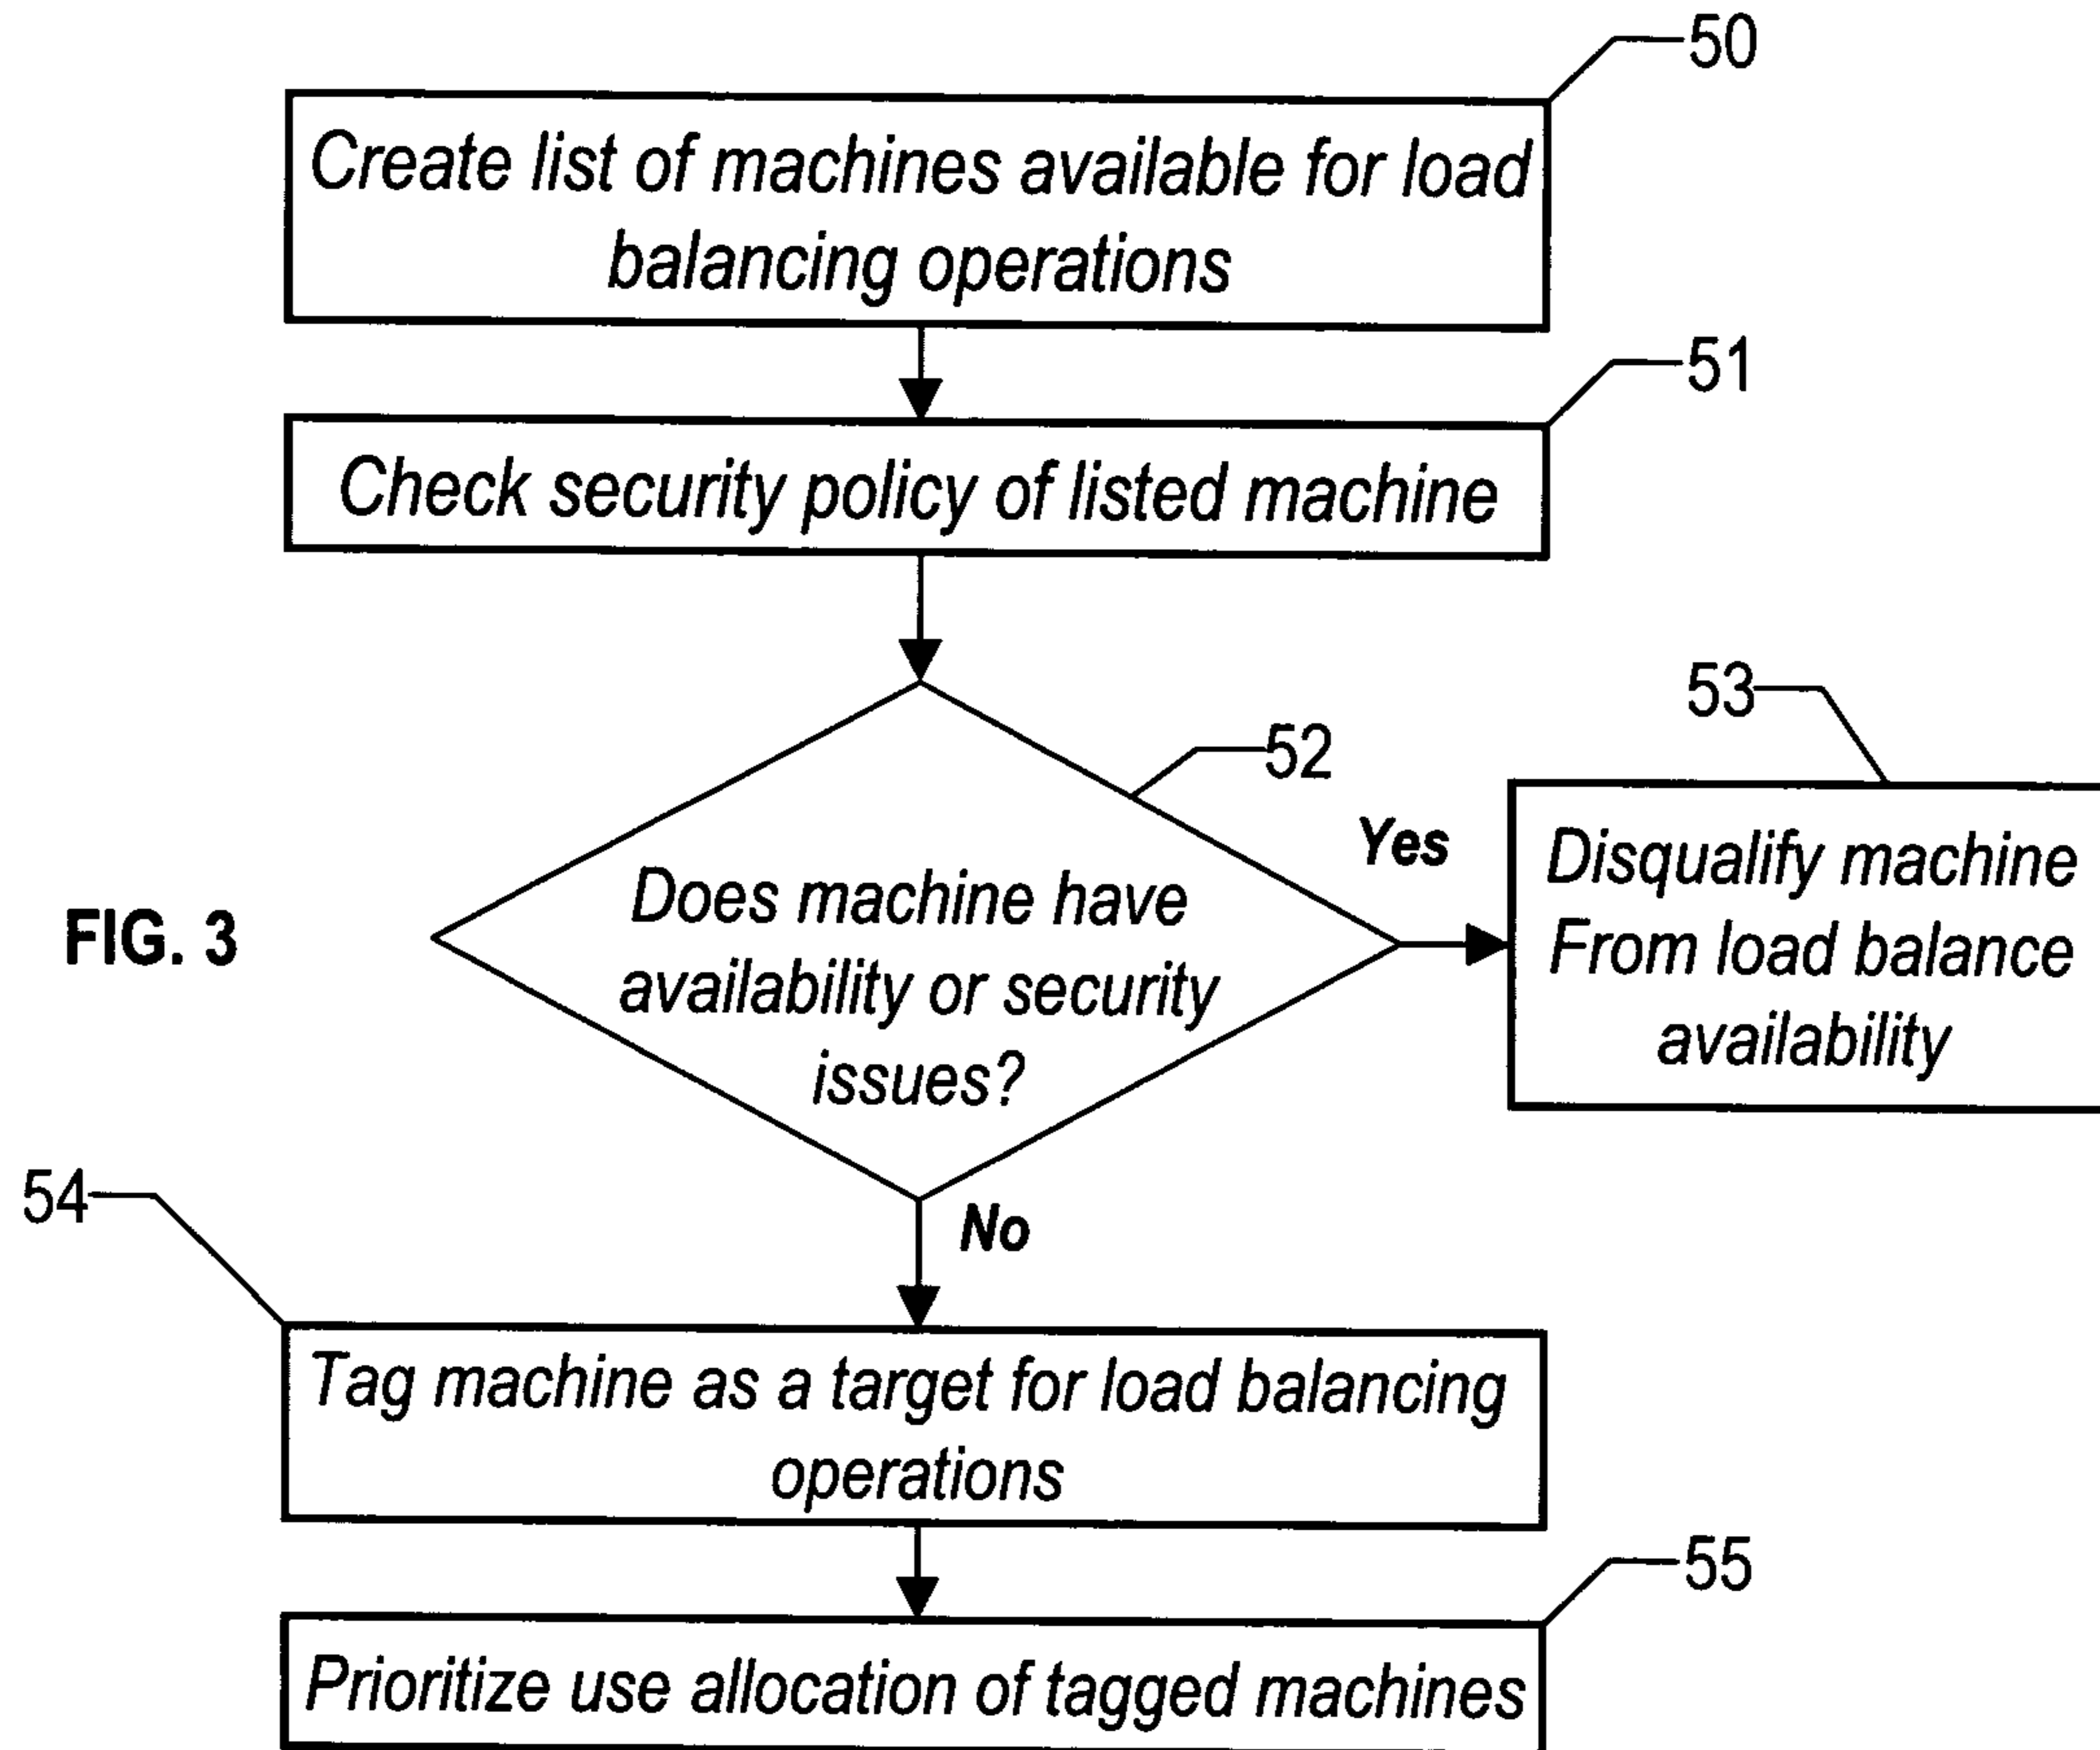 50
Create list of machines available for load
balancing operations
51
Check security policy of listed machine
52
53
Yes
Does machine have
availability or security
issues?
Disqualify machine
From load balance
availability
FIG. 3
54
No
Tag machine as a target for load balancing
operations
55
Prioritize use allocation of tagged machines